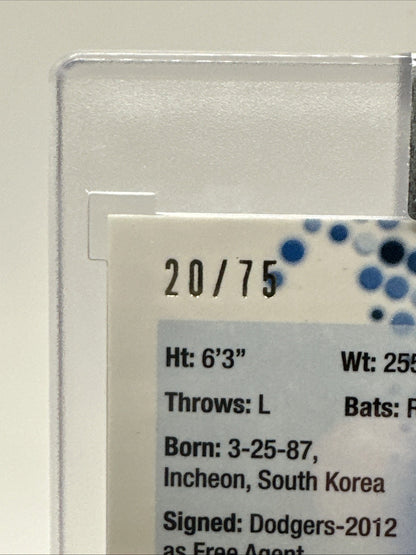 20/75
Ht: 6'3" Wt: 255
Throws: L Bats:
Born: 3-25-87,
Incheon, South Korea
Signed: Dodgers-2012
as Free Agent